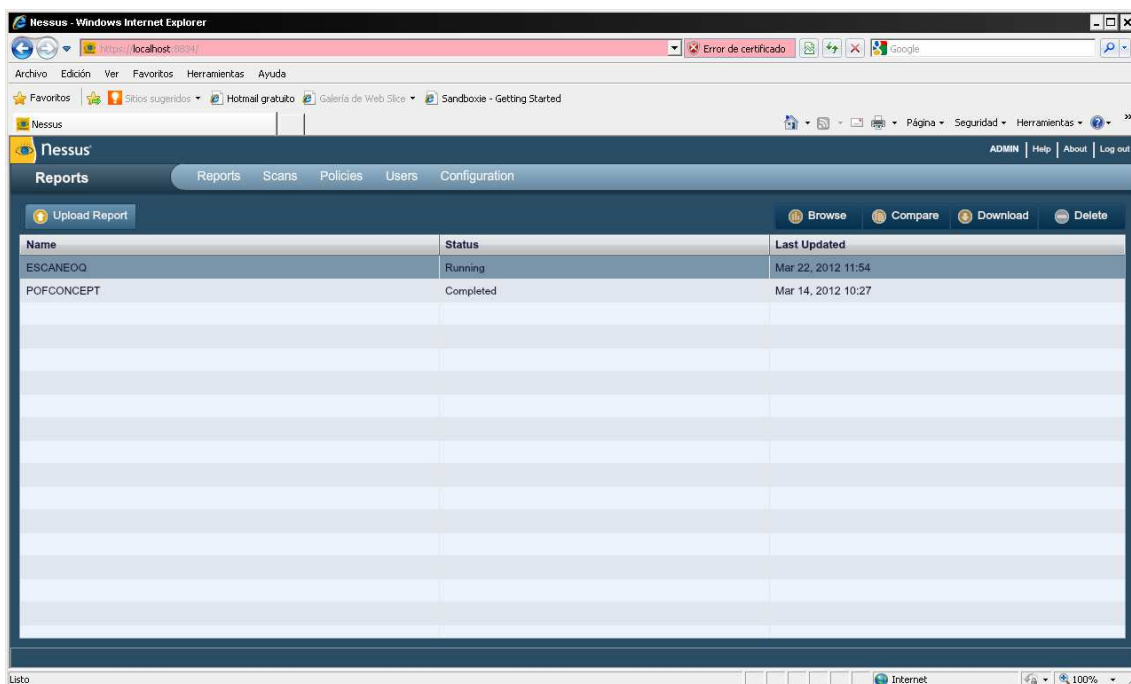 Nessus - Windows Internet Explorer
https://localhost:8834/
Error de certificado
Google
Archivo Edición Ver Favoritos Herramientas Ayuda
Favoritos Sitios sugeridos Hotmail gratuito Galería de Web Slice Sandboxie - Getting Started
Nessus
Página Seguridad Herramientas
Nessus
ADMIN | Help | About | Log out
Reports
Reports Scans Policies Users Configuration
Upload Report
Browse Compare Download Delete
Name Status Last Updated
ESCANEOQ Running Mar 22, 2012 11:54
POFCONCEPT Completed Mar 14, 2012 10:27
Listo
Internet
100%